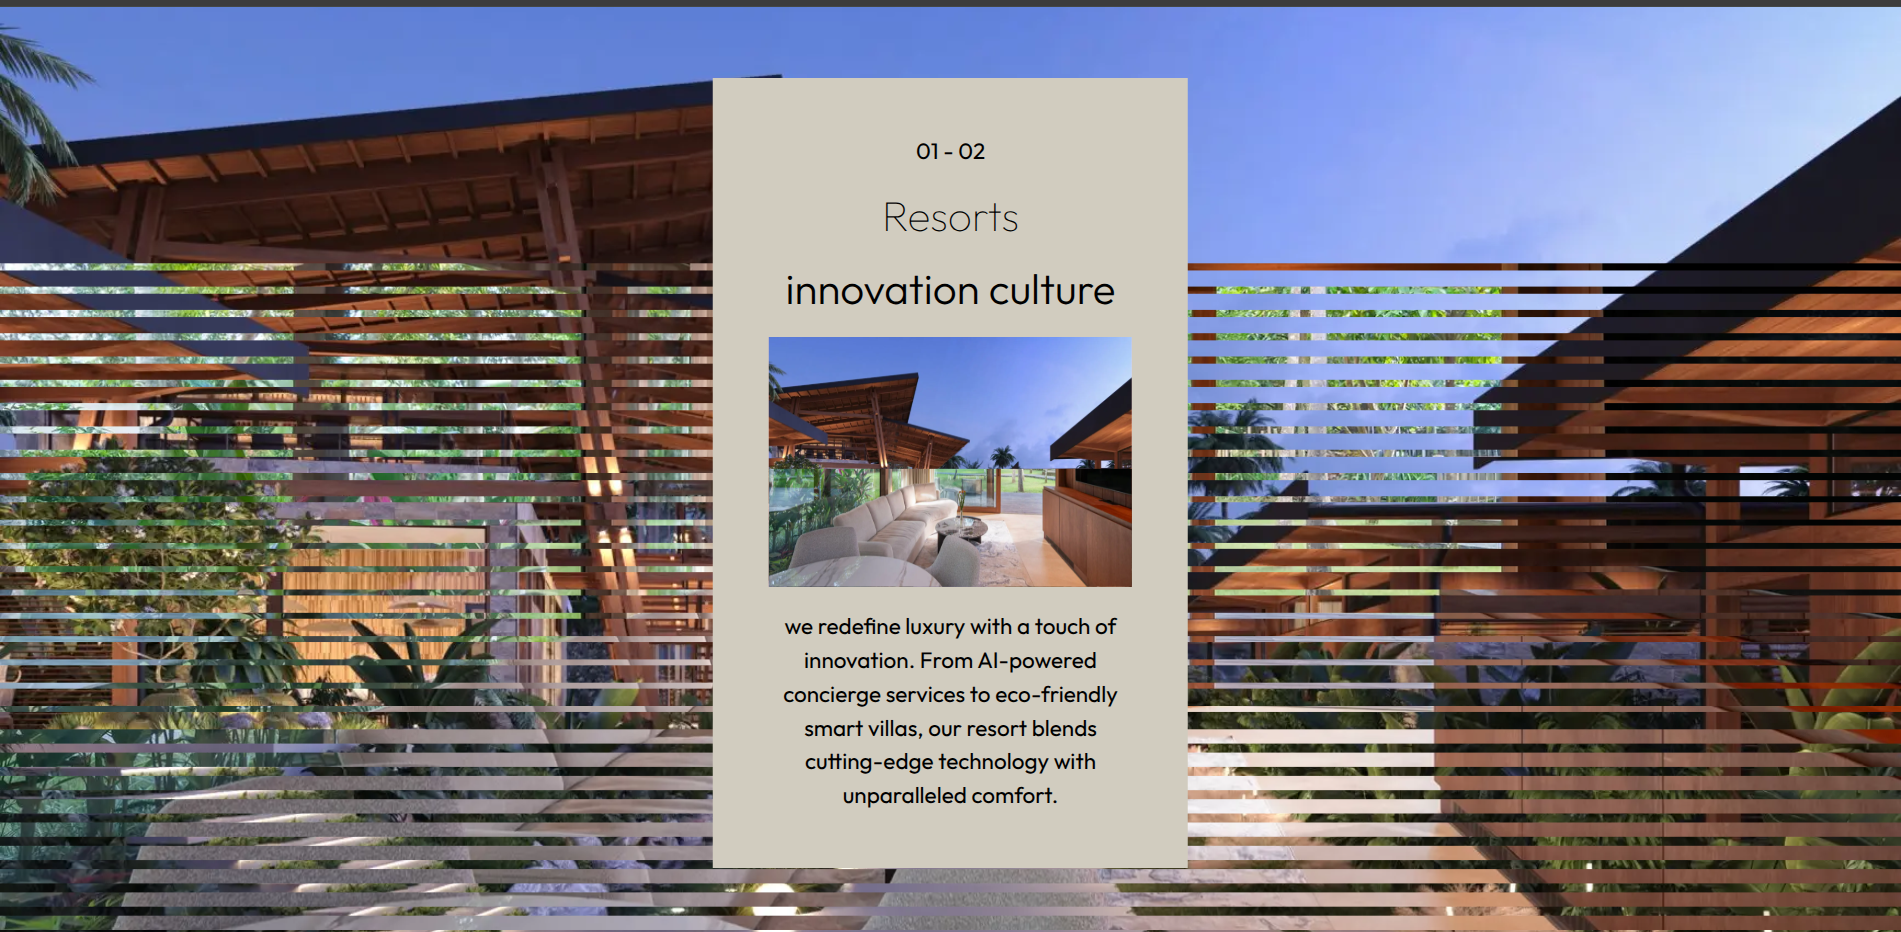 01 - 02
Resorts
innovation culture
we redefine luxury with a touch of
innovation. From AI-powered
concierge services to eco-friendly
smart villas, our resort blends
cutting-edge technology with
unparalleled comfort.